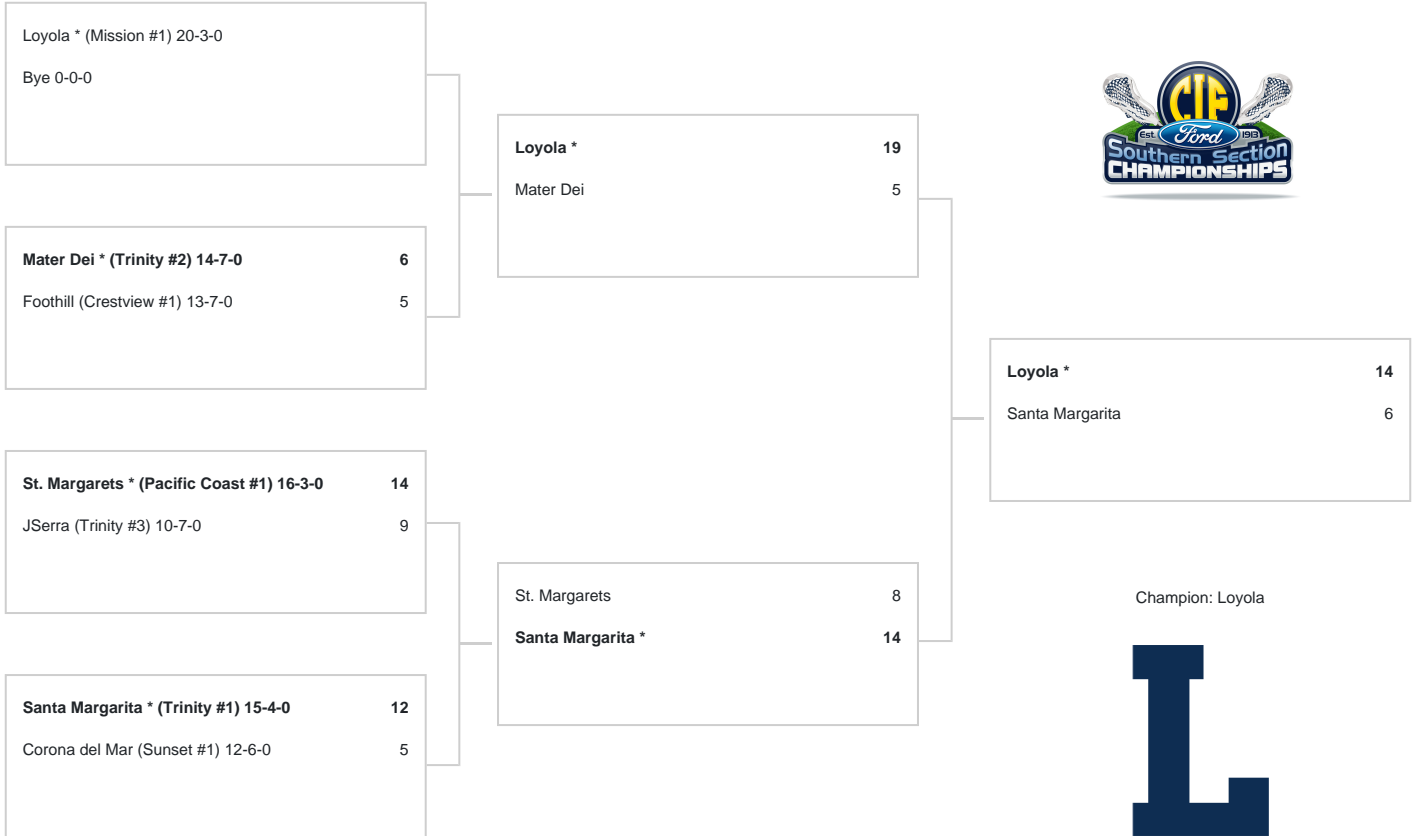 Loyola * (Mission #1) 20-3-0
Bye 0-0-0
Mater Dei * (Trinity #2) 14-7-0 6
Foothill (Crestview #1) 13-7-0 5
St. Margarets * (Pacific Coast #1) 16-3-0 14
JSerra (Trinity #3) 10-7-0 9
Santa Margarita * (Trinity #1) 15-4-0 12
Corona del Mar (Sunset #1) 12-6-0 5
Loyola * 19
Mater Dei 5
St. Margarets 8
Santa Margarita * 14
CIF
Est. Ford 1913
Southern Section
CHAMPIONSHIPS
Loyola * 14
Santa Margarita 6
Champion: Loyola
L